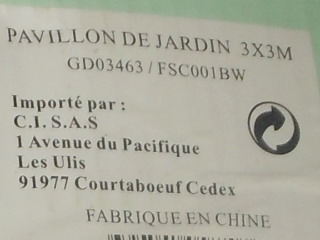 PAVILLON DE JARDIN 3X3M
GD03463 / FSC001BW
Importé par :
C.I. S.A.S
1 Avenue du Pacifique
Les Ulis
91977 Courtaboeuf Cedex
FABRIQUE EN CHINE